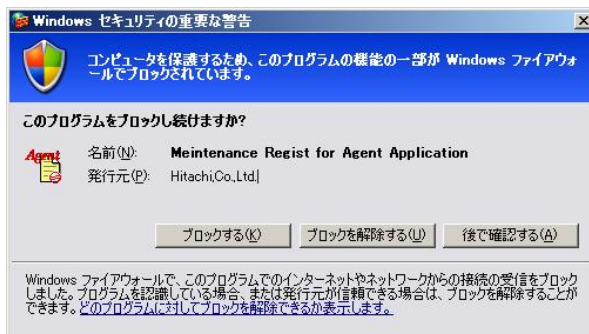 Windows セキュリティの重要な警告
コンピュータを保護するため、このプログラムの機能の一部が Windows ファイアウォ
ールでブロックされています。
このプログラムをブロックし続けますか?
Agent
名前(N): Meintenance Regist for Agent Application
発行元(P): Hitachi,Co.,Ltd.
ブロックする(K) ブロックを解除する(U) 後で確認する(A)
Windows ファイアウォールで、このプログラムでのインターネットやネットワークからの接続の受信をブロック
しました。プログラムを認識している場合、または発行元が信頼できる場合は、ブロックを解除することが
できます。どのプログラムに対してブロックを解除できるか表示します。